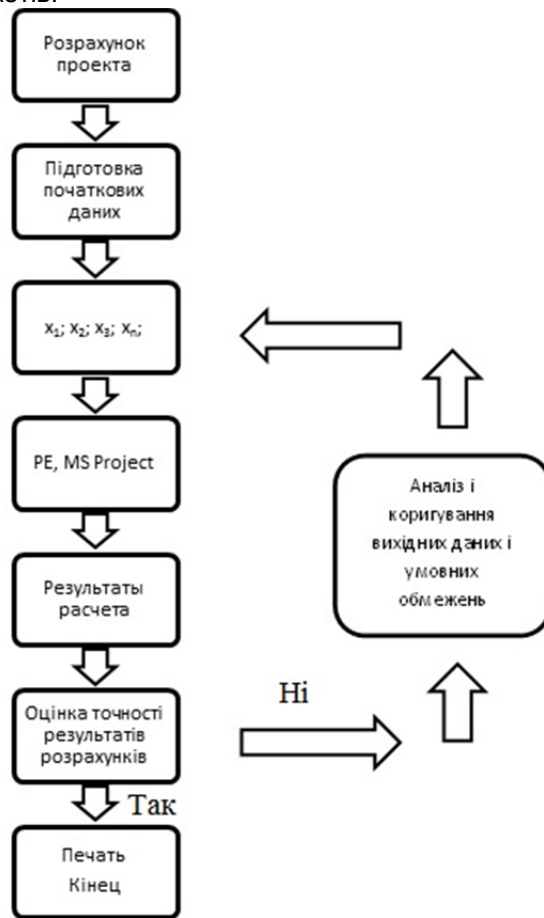 Розрахунок
проекта
Підготовка
початкових
даних
x₁; x₂; x₃; xₙ;
PE, MS Project
Результаты
расчета
Оцінка точності
результатів
розрахунків
Ні
Аналіз і
коригування
вихідних даних і
умовних
обмежень
Так
Печать
Кінец